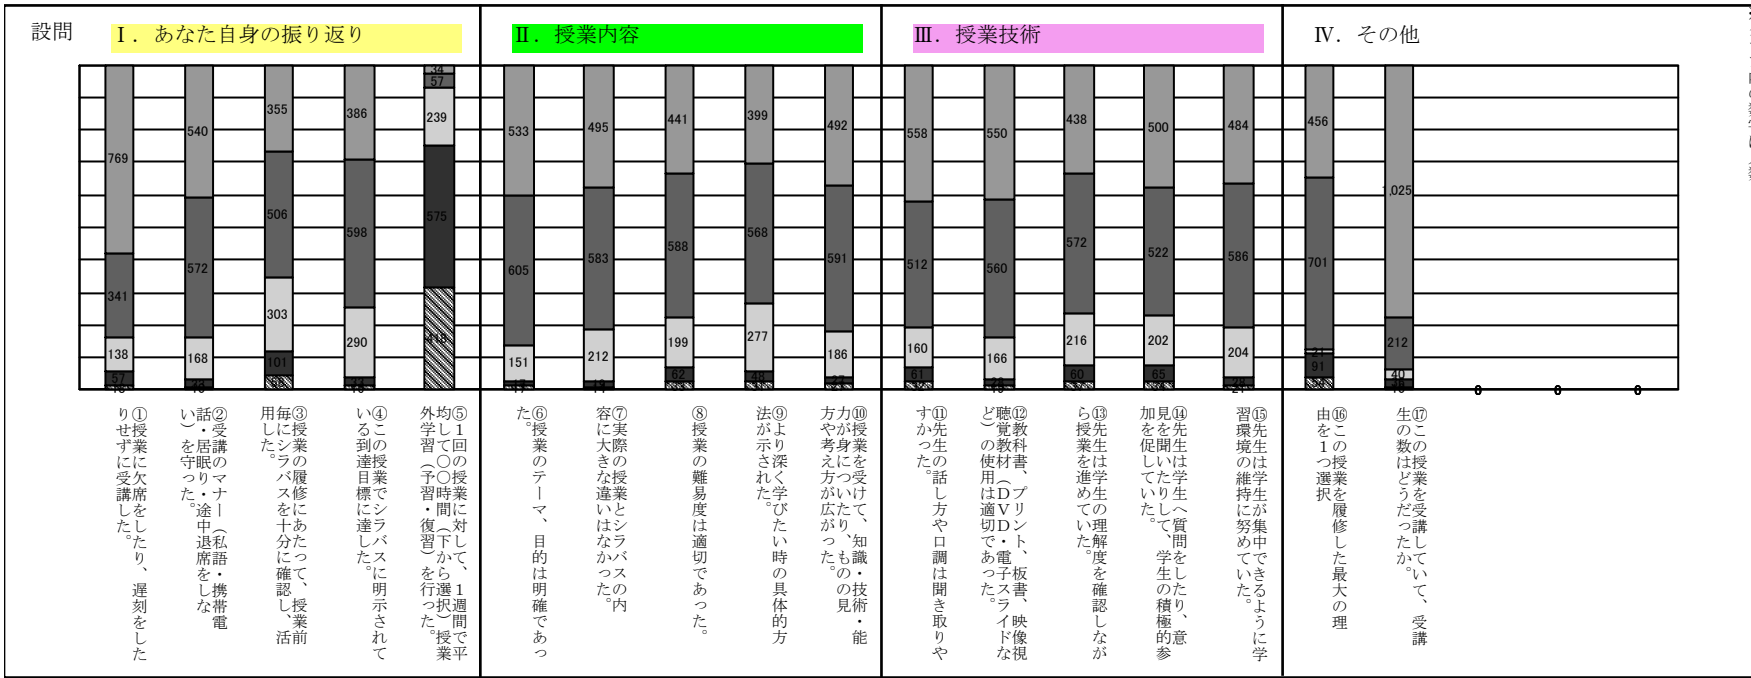 設問
Ⅰ．あなた自身の振り返り
Ⅱ．授業内容
Ⅲ．授業技術
Ⅳ．その他
769
341
138
57
540
572
168
355
506
303
101
386
598
290
34
57
239
575
418
533
605
151
495
583
212
441
588
199
62
399
568
277
48
492
591
186
558
512
160
61
550
560
166
438
572
216
60
500
522
202
65
484
586
204
456
701
21
91
1,025
212
40
0
0
0
①授業に欠席をしたり、遅刻をした
りせずに受講した。
②受講のマナー（私語・携帯電
話・居眠り・途中退席をしな
い）を守った。
③授業の履修にあたって、授業前
毎にシラバスを十分に確認し、活
用した。
④この授業でシラバスに明示されて
いる到達目標に達した。
⑤１回の授業に対して、１週間で平
均して〇〇時間（下から選択）授業
外学習（予習・復習）を行った。
⑥授業のテーマ、目的は明確であっ
た。
⑦実際の授業とシラバスの内
容に大きな違いはなかった。
⑧授業の難易度は適切であった。
⑨より深く学びたい時の具体的方
法が示された。
⑩授業を受けて、知識・技術・能
力が身についたり、ものの見
方や考え方が広がった。
⑪先生の話し方や口調は聞き取りや
すかった。
⑫教科書、プリント、板書、映像視
聴覚教材（ＤＶＤ・電子スライドな
ど）の使用は適切であった。
⑬先生は学生の理解度を確認しなが
ら授業を進めていた。
⑭先生は学生へ質問をしたり、意
見を聞いたりして、学生の積極的参
加を促していた。
⑮先生は学生が集中できるように学
習環境の維持に努めていた。
⑯この授業を履修した最大の理
由を１つ選択
⑰この授業を受講していて、受講
生の数はどうだったか。